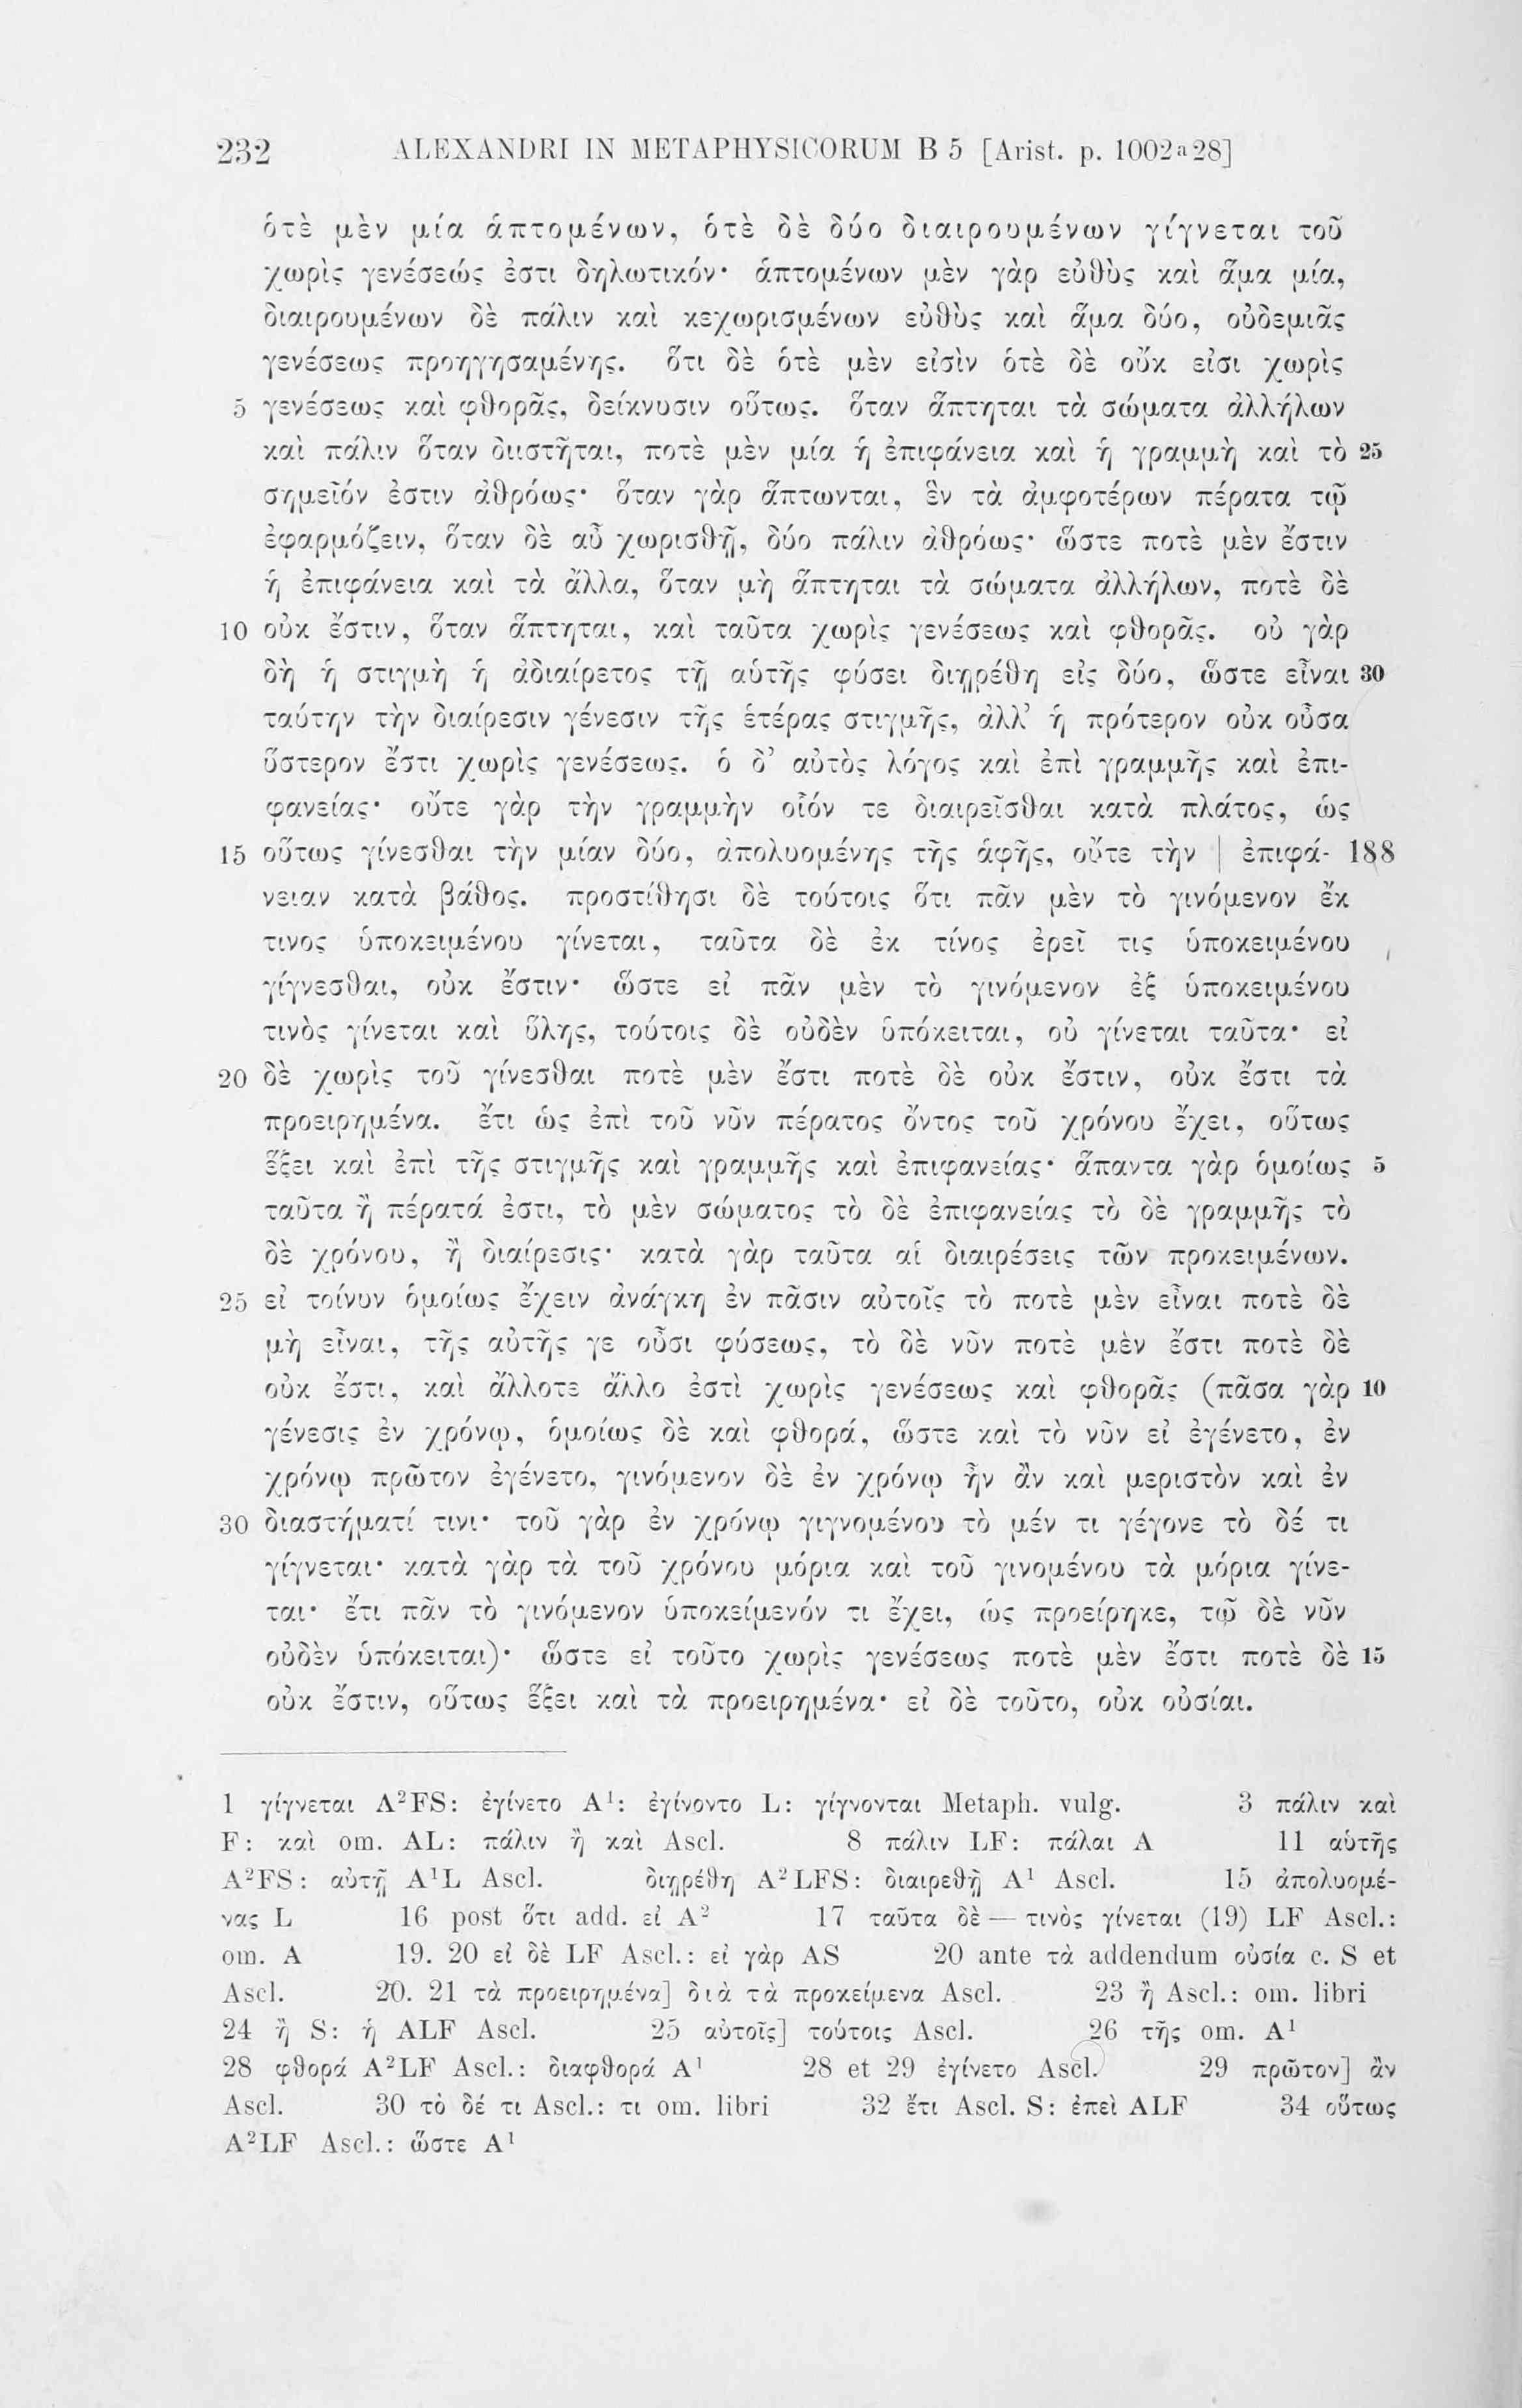 232 ALEXANDRI IN METAPHYSICORUM B 5 [Arist. p. 1002ᵃ28]
ὁτὲ μὲν μία ἁπτομένων, ὁτὲ δὲ δύο διαιρουμένων γίγνεται τοῦ
χωρὶς γενέσεώς ἐστι δηλωτικόν· ἁπτομένων μὲν γὰρ εὐθὺς καὶ ἅμα μία,
διαιρουμένων δὲ πάλιν καὶ κεχωρισμένων εὐθὺς καὶ ἅμα δύο, οὐδεμιᾶς
γενέσεως προηγησαμένης. ὅτι δὲ ὁτὲ μὲν εἰσὶν ὁτὲ δὲ οὔκ εἰσι χωρὶς
5 γενέσεως καὶ φθορᾶς, δείκνυσιν οὕτως. ὅταν ἅπτηται τὰ σώματα ἀλλήλων
καὶ πάλιν ὅταν διιστῆται, ποτὲ μὲν μία ἡ ἐπιφάνεια καὶ ἡ γραμμὴ καὶ τὸ 25
σημεῖόν ἐστιν ἀθρόως· ὅταν γὰρ ἅπτωνται, ἓν τὰ ἀμφοτέρων πέρατα τῷ
ἐφαρμόζειν, ὅταν δὲ αὖ χωρισθῇ, δύο πάλιν ἀθρόως· ὥστε ποτὲ μὲν ἔστιν
ἡ ἐπιφάνεια καὶ τὰ ἄλλα, ὅταν μὴ ἅπτηται τὰ σώματα ἀλλήλων, ποτὲ δὲ
10 οὐκ ἔστιν, ὅταν ἅπτηται, καὶ ταῦτα χωρὶς γενέσεως καὶ φθορᾶς. οὐ γὰρ
δὴ ἡ στιγμὴ ἡ ἀδιαίρετος τῇ αὑτῆς φύσει διῃρέθη εἰς δύο, ὥστε εἶναι 30
ταύτην τὴν διαίρεσιν γένεσιν τῆς ἑτέρας στιγμῆς, ἀλλ’ ἡ πρότερον οὐκ οὖσα
ὕστερον ἔστι χωρὶς γενέσεως. ὁ δ’ αὐτὸς λόγος καὶ ἐπὶ γραμμῆς καὶ ἐπι-
φανείας· οὔτε γὰρ τὴν γραμμὴν οἷόν τε διαιρεῖσθαι κατὰ πλάτος, ὡς
15 οὕτως γίνεσθαι τὴν μίαν δύο, ἀπολυομένης τῆς ἁφῆς, οὔτε τὴν | ἐπιφά- 188
νειαν κατὰ βάθος. προστίθησι δὲ τούτοις ὅτι πᾶν μὲν τὸ γινόμενον ἔκ
τινος ὑποκειμένου γίνεται, ταῦτα δὲ ἐκ τίνος ἐρεῖ τις ὑποκειμένου
γίγνεσθαι, οὐκ ἔστιν· ὥστε εἰ πᾶν μὲν τὸ γινόμενον ἐξ ὑποκειμένου
τινὸς γίνεται καὶ ὕλης, τούτοις δὲ οὐδὲν ὑπόκειται, οὐ γίνεται ταῦτα· εἰ
20 δὲ χωρὶς τοῦ γίνεσθαι ποτὲ μὲν ἔστι ποτὲ δὲ οὐκ ἔστιν, οὐκ ἔστι τὰ
προειρημένα. ἔτι ὡς ἐπὶ τοῦ νῦν πέρατος ὄντος τοῦ χρόνου ἔχει, οὕτως
ἕξει καὶ ἐπὶ τῆς στιγμῆς καὶ γραμμῆς καὶ ἐπιφανείας· ἅπαντα γὰρ ὁμοίως 5
ταῦτα ἢ πέρατά ἐστι, τὸ μὲν σώματος τὸ δὲ ἐπιφανείας τὸ δὲ γραμμῆς τὸ
δὲ χρόνου, ἢ διαίρεσις· κατὰ γὰρ ταῦτα αἱ διαιρέσεις τῶν προκειμένων.
25 εἰ τοίνυν ὁμοίως ἔχειν ἀνάγκη ἐν πᾶσιν αὐτοῖς τὸ ποτὲ μὲν εἶναι ποτὲ δὲ
μὴ εἶναι, τῆς αὐτῆς γε οὖσι φύσεως, τὸ δὲ νῦν ποτὲ μὲν ἔστι ποτὲ δὲ
οὐκ ἔστι, καὶ ἄλλοτε ἄλλο ἐστὶ χωρὶς γενέσεως καὶ φθορᾶς (πᾶσα γὰρ 10
γένεσις ἐν χρόνῳ, ὁμοίως δὲ καὶ φθορά, ὥστε καὶ τὸ νῦν εἰ ἐγένετο, ἐν
χρόνῳ πρῶτον ἐγένετο, γινόμενον δὲ ἐν χρόνῳ ἦν ἂν καὶ μεριστὸν καὶ ἐν
30 διαστήματί τινι· τοῦ γὰρ ἐν χρόνῳ γιγνομένου τὸ μέν τι γέγονε τὸ δέ τι
γίγνεται· κατὰ γὰρ τὰ τοῦ χρόνου μόρια καὶ τοῦ γινομένου τὰ μόρια γίνε-
ται· ἔτι πᾶν τὸ γινόμενον ὑποκείμενόν τι ἔχει, ὡς προείρηκε, τῷ δὲ νῦν
οὐδὲν ὑπόκειται)· ὥστε εἰ τοῦτο χωρὶς γενέσεως ποτὲ μὲν ἔστι ποτὲ δὲ 15
οὐκ ἔστιν, οὕτως ἕξει καὶ τὰ προειρημένα· εἰ δὲ τοῦτο, οὐκ οὐσίαι.
1 γίγνεται A²FS: ἐγίνετο A¹: ἐγίνοντο L: γίγνονται Metaph. vulg. 3 πάλιν καὶ
F: καὶ om. AL: πάλιν ἢ καὶ Ascl. 8 πάλιν LF: πάλαι A 11 αὑτῆς
A²FS: αὐτῇ A¹L Ascl. διῃρέθη A²LFS: διαιρεθῇ A¹ Ascl. 15 ἀπολυομέ-
νας L 16 post ὅτι add. εἰ A² 17 ταῦτα δὲ — τινὸς γίνεται (19) LF Ascl.:
om. A 19. 20 εἰ δὲ LF Ascl.: εἰ γὰρ AS 20 ante τὰ addendum οὐσία c. S et
Ascl. 20. 21 τὰ προειρημένα] διὰ τὰ προκείμενα Ascl. 23 ἢ Ascl.: om. libri
24 ἢ S: ἡ ALF Ascl. 25 αὐτοῖς] τούτοις Ascl. 26 τῆς om. A¹
28 φθορά A²LF Ascl.: διαφθορά A¹ 28 et 29 ἐγίνετο Ascl. 29 πρῶτον] ἂν
Ascl. 30 τὸ δέ τι Ascl.: τι om. libri 32 ἔτι Ascl. S: ἐπεὶ ALF 34 οὕτως
A²LF Ascl.: ὥστε A¹